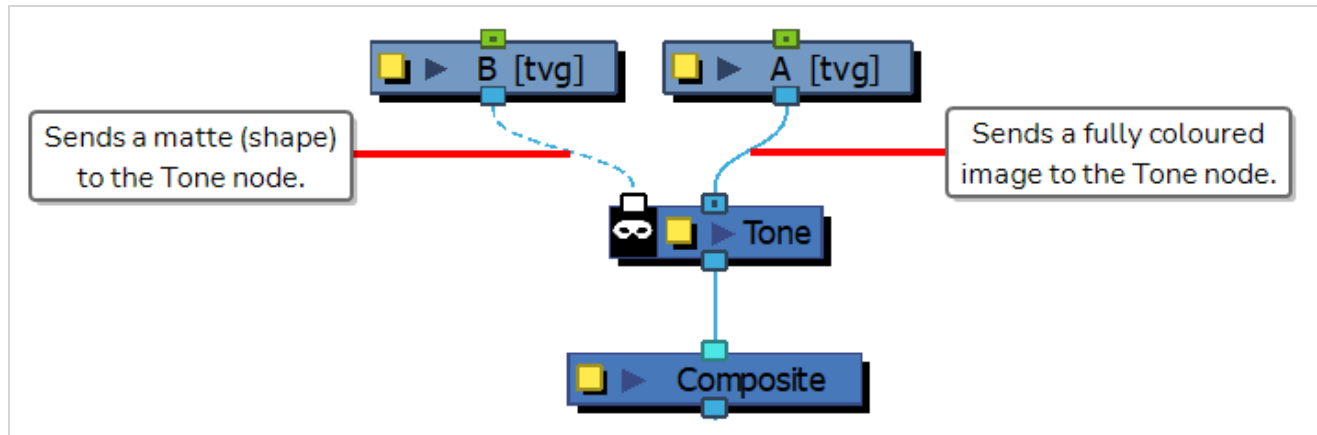 B [tvg]
A [tvg]
Sends a matte (shape)
to the Tone node.
Sends a fully coloured
image to the Tone node.
Tone
Composite